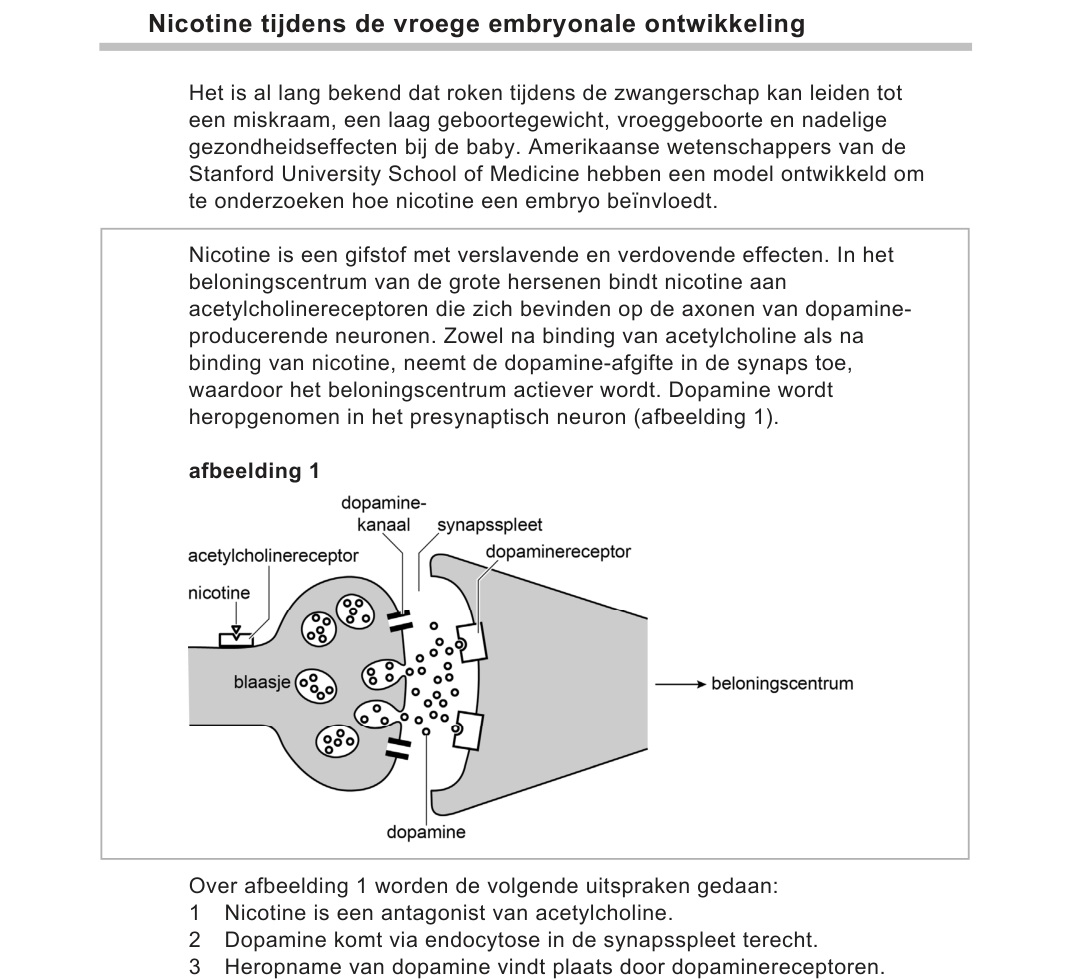 Nicotine tijdens de vroege embryonale ontwikkeling
Het is al lang bekend dat roken tijdens de zwangerschap kan leiden tot
een miskraam, een laag geboortegewicht, vroeggeboorte en nadelige
gezondheidseffecten bij de baby. Amerikaanse wetenschappers van de
Stanford University School of Medicine hebben een model ontwikkeld om
te onderzoeken hoe nicotine een embryo beïnvloedt.
Nicotine is een gifstof met verslavende en verdovende effecten. In het
beloningscentrum van de grote hersenen bindt nicotine aan
acetylcholinereceptoren die zich bevinden op de axonen van dopamine-
producerende neuronen. Zowel na binding van acetylcholine als na
binding van nicotine, neemt de dopamine-afgifte in de synaps toe,
waardoor het beloningscentrum actiever wordt. Dopamine wordt
heropgenomen in het presynaptisch neuron (afbeelding 1).
afbeelding 1
dopamine-
kanaal
synapsspleet
acetylcholinereceptor
dopaminereceptor
nicotine
blaasje
beloningscentrum
dopamine
Over afbeelding 1 worden de volgende uitspraken gedaan:
1 Nicotine is een antagonist van acetylcholine.
2 Dopamine komt via endocytose in de synapsspleet terecht.
3 Heropname van dopamine vindt plaats door dopaminereceptoren.